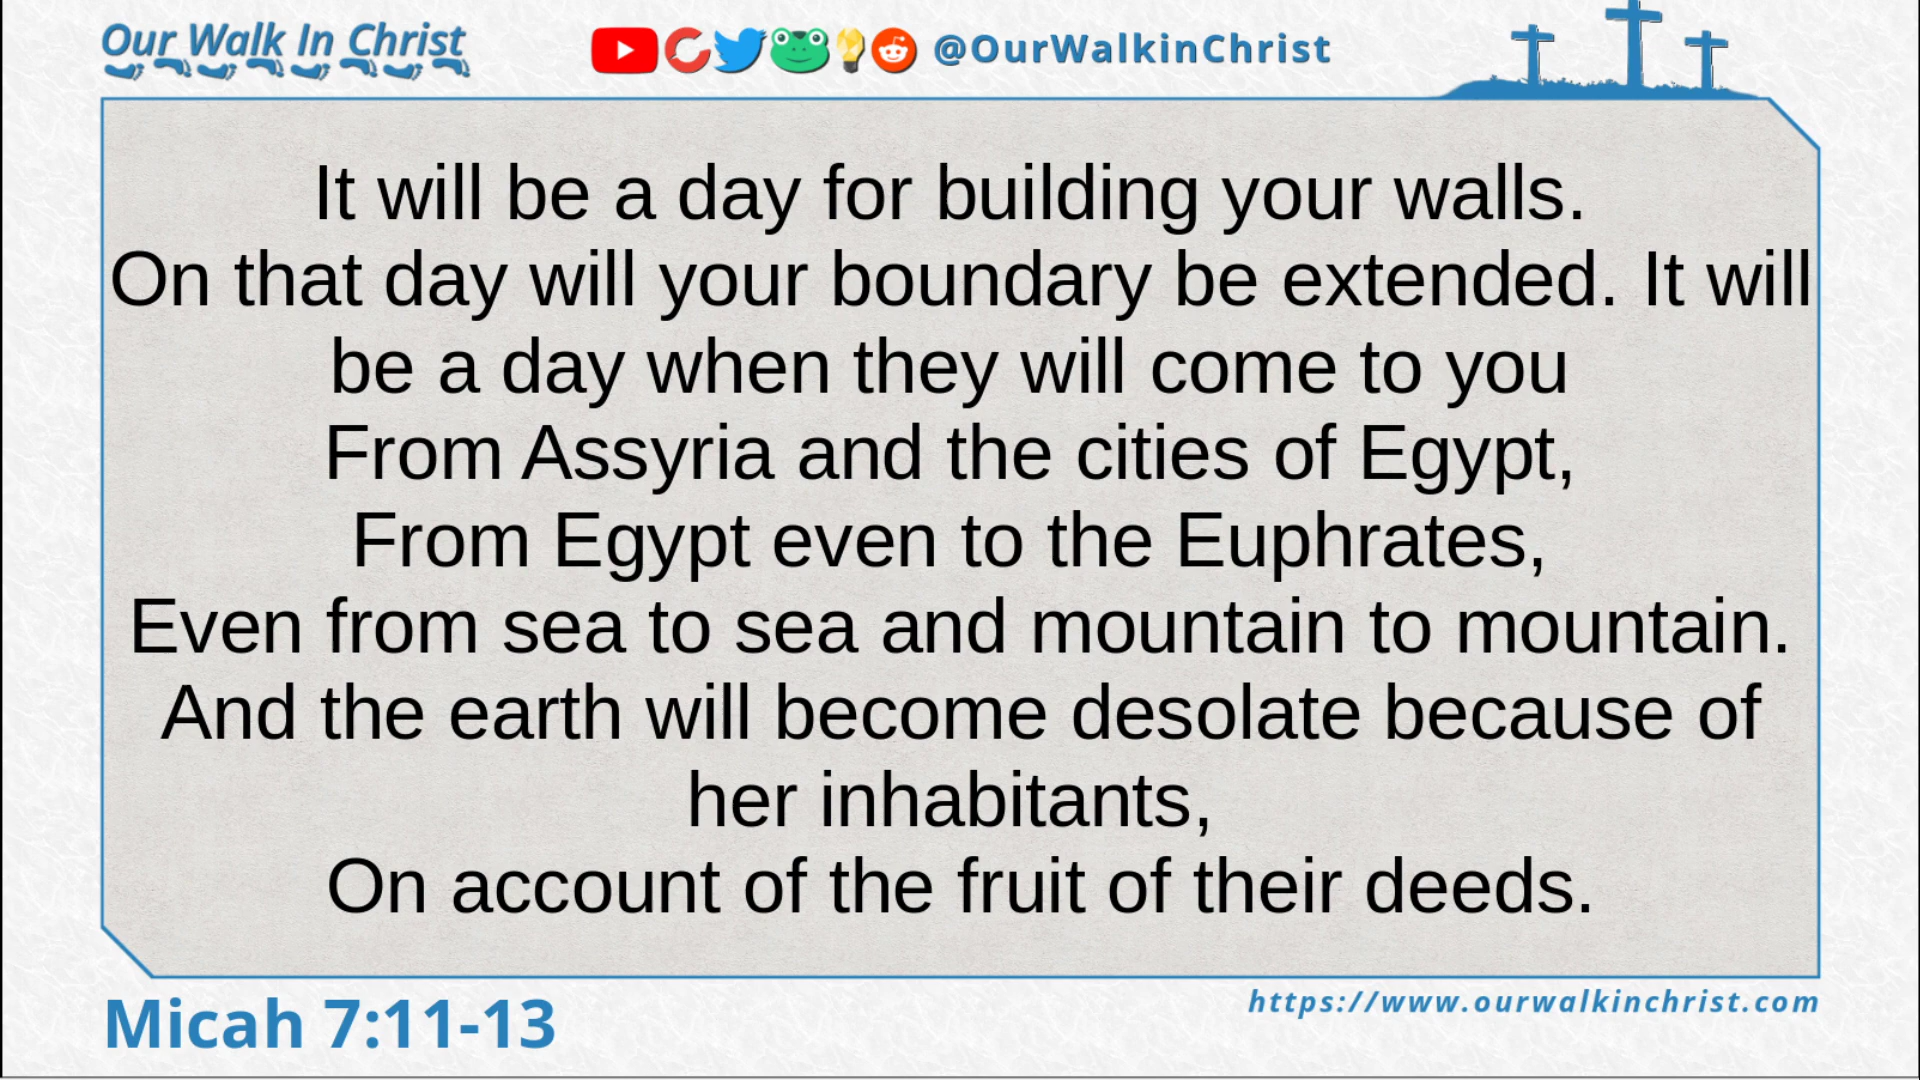 Our Walk In Christ
@OurWalkinChrist
It will be a day for building your walls.
On that day will your boundary be extended. It will
be a day when they will come to you
From Assyria and the cities of Egypt,
From Egypt even to the Euphrates,
Even from sea to sea and mountain to mountain.
And the earth will become desolate because of
her inhabitants,
On account of the fruit of their deeds.
Micah 7:11-13
https://www.ourwalkinchrist.com